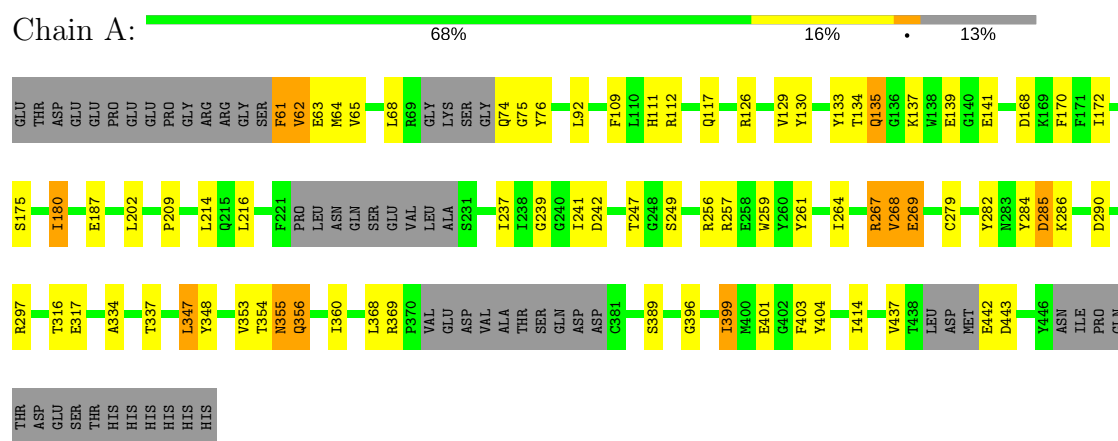 Chain A:
68% 16% • 13%
GLU THR ASP GLU GLU PRO GLU GLU PRO GLY ARG ARG GLY SER F61 V62 E63 M64 V65 L68 R69 GLY LYS SER GLY Q74 G75 Y76 L92 F109 L110 H111 R112 Q117 R126 V129 Y130 Y133 T134 Q135 G136 K137 W138 E139 G140 E141 D168 K169 F170 F171 I172
S175 I180 E187 L202 P209 L214 Q215 L216 F221 PRO LEU ASN GLN SER GLU VAL LEU ALA S231 I237 I238 G239 G240 I241 D242 T247 G248 S249 R256 R257 E258 W259 Y260 Y261 I264 R267 V268 E269 C279 Y282 N283 Y284 D285 K286 D290
R297 T316 E317 A334 T337 L347 Y348 V353 T354 N355 Q356 I360 L368 R369 P370 VAL GLU ASP VAL ALA THR SER GLN ASP ASP C381 S389 G396 I399 M400 E401 G402 F403 Y404 I414 V437 T438 LEU ASP MET E442 D443 Y446 ASN ILE PRO GLN
THR ASP GLU SER THR HIS HIS HIS HIS HIS HIS